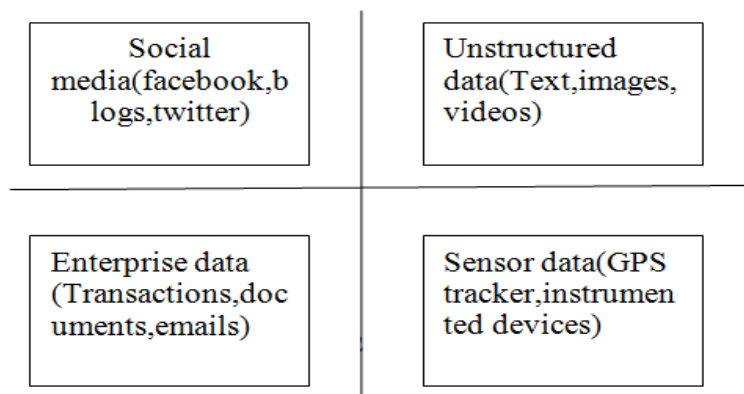 Social
media(facebook,b
logs,twitter)
Unstructured
data(Text,images,
videos)
Enterprise data
(Transactions,doc
uments,emails)
Sensor data(GPS
tracker,instrumen
ted devices)